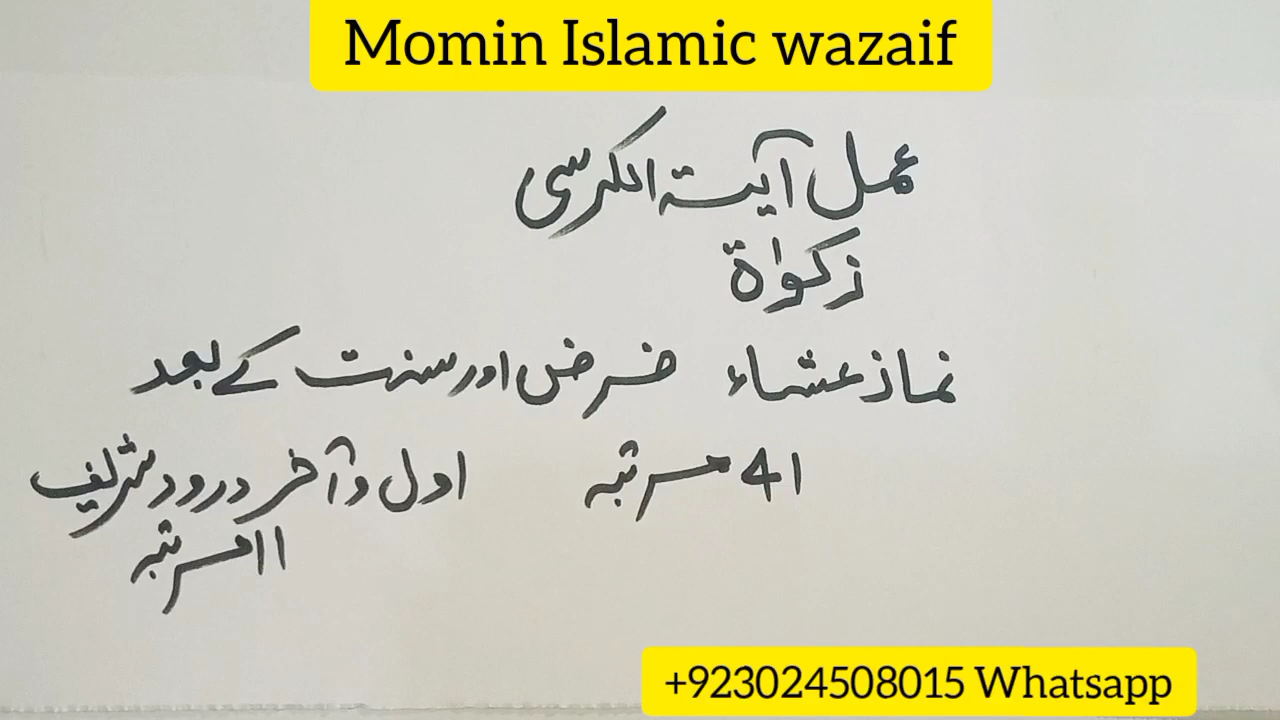 Momin Islamic wazaif
عمل آیتہ الکرسی
زکوٰۃ
نماز عشاء فرض اور سنت کے بعد
41 مرتبہ اول و آخر درود شریف
11 مرتبہ
+923024508015 Whatsapp